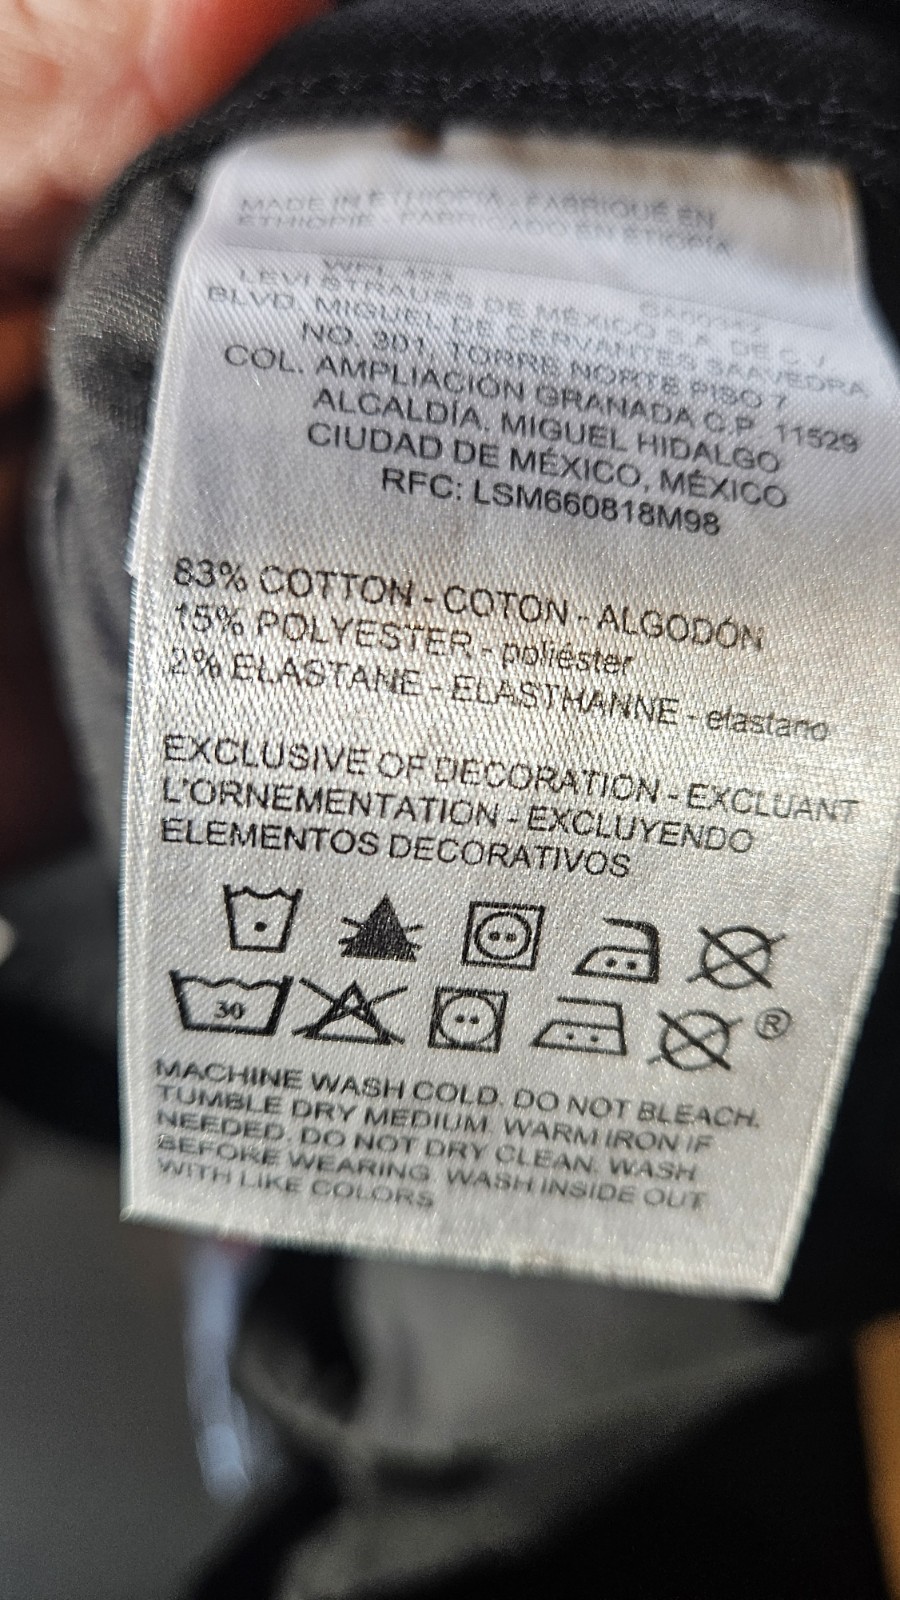 MADE IN ETHIOPIA - FABRIQUÉ EN
ETHIOPIE - FABRICADO EN ETIOPÍA
WPL 423
LEVI STRAUSS DE MÉXICO S.A. DE C.V.
BLVD. MIGUEL DE CERVANTES SAAVEDRA
NO. 301, TORRE NORTE PISO 7
COL. AMPLIACIÓN GRANADA C.P. 11529
ALCALDÍA. MIGUEL HIDALGO
CIUDAD DE MÉXICO, MÉXICO
RFC: LSM660818M98
83% COTTON - COTON - ALGODÓN
15% POLYESTER - poliéster
2% ELASTANE - ELASTHANNE - elastano
EXCLUSIVE OF DECORATION - EXCLUANT
L'ORNEMENTATION - EXCLUYENDO
ELEMENTOS DECORATIVOS
30
®
MACHINE WASH COLD. DO NOT BLEACH.
TUMBLE DRY MEDIUM. WARM IRON IF
NEEDED. DO NOT DRY CLEAN. WASH
BEFORE WEARING. WASH INSIDE OUT
WITH LIKE COLORS